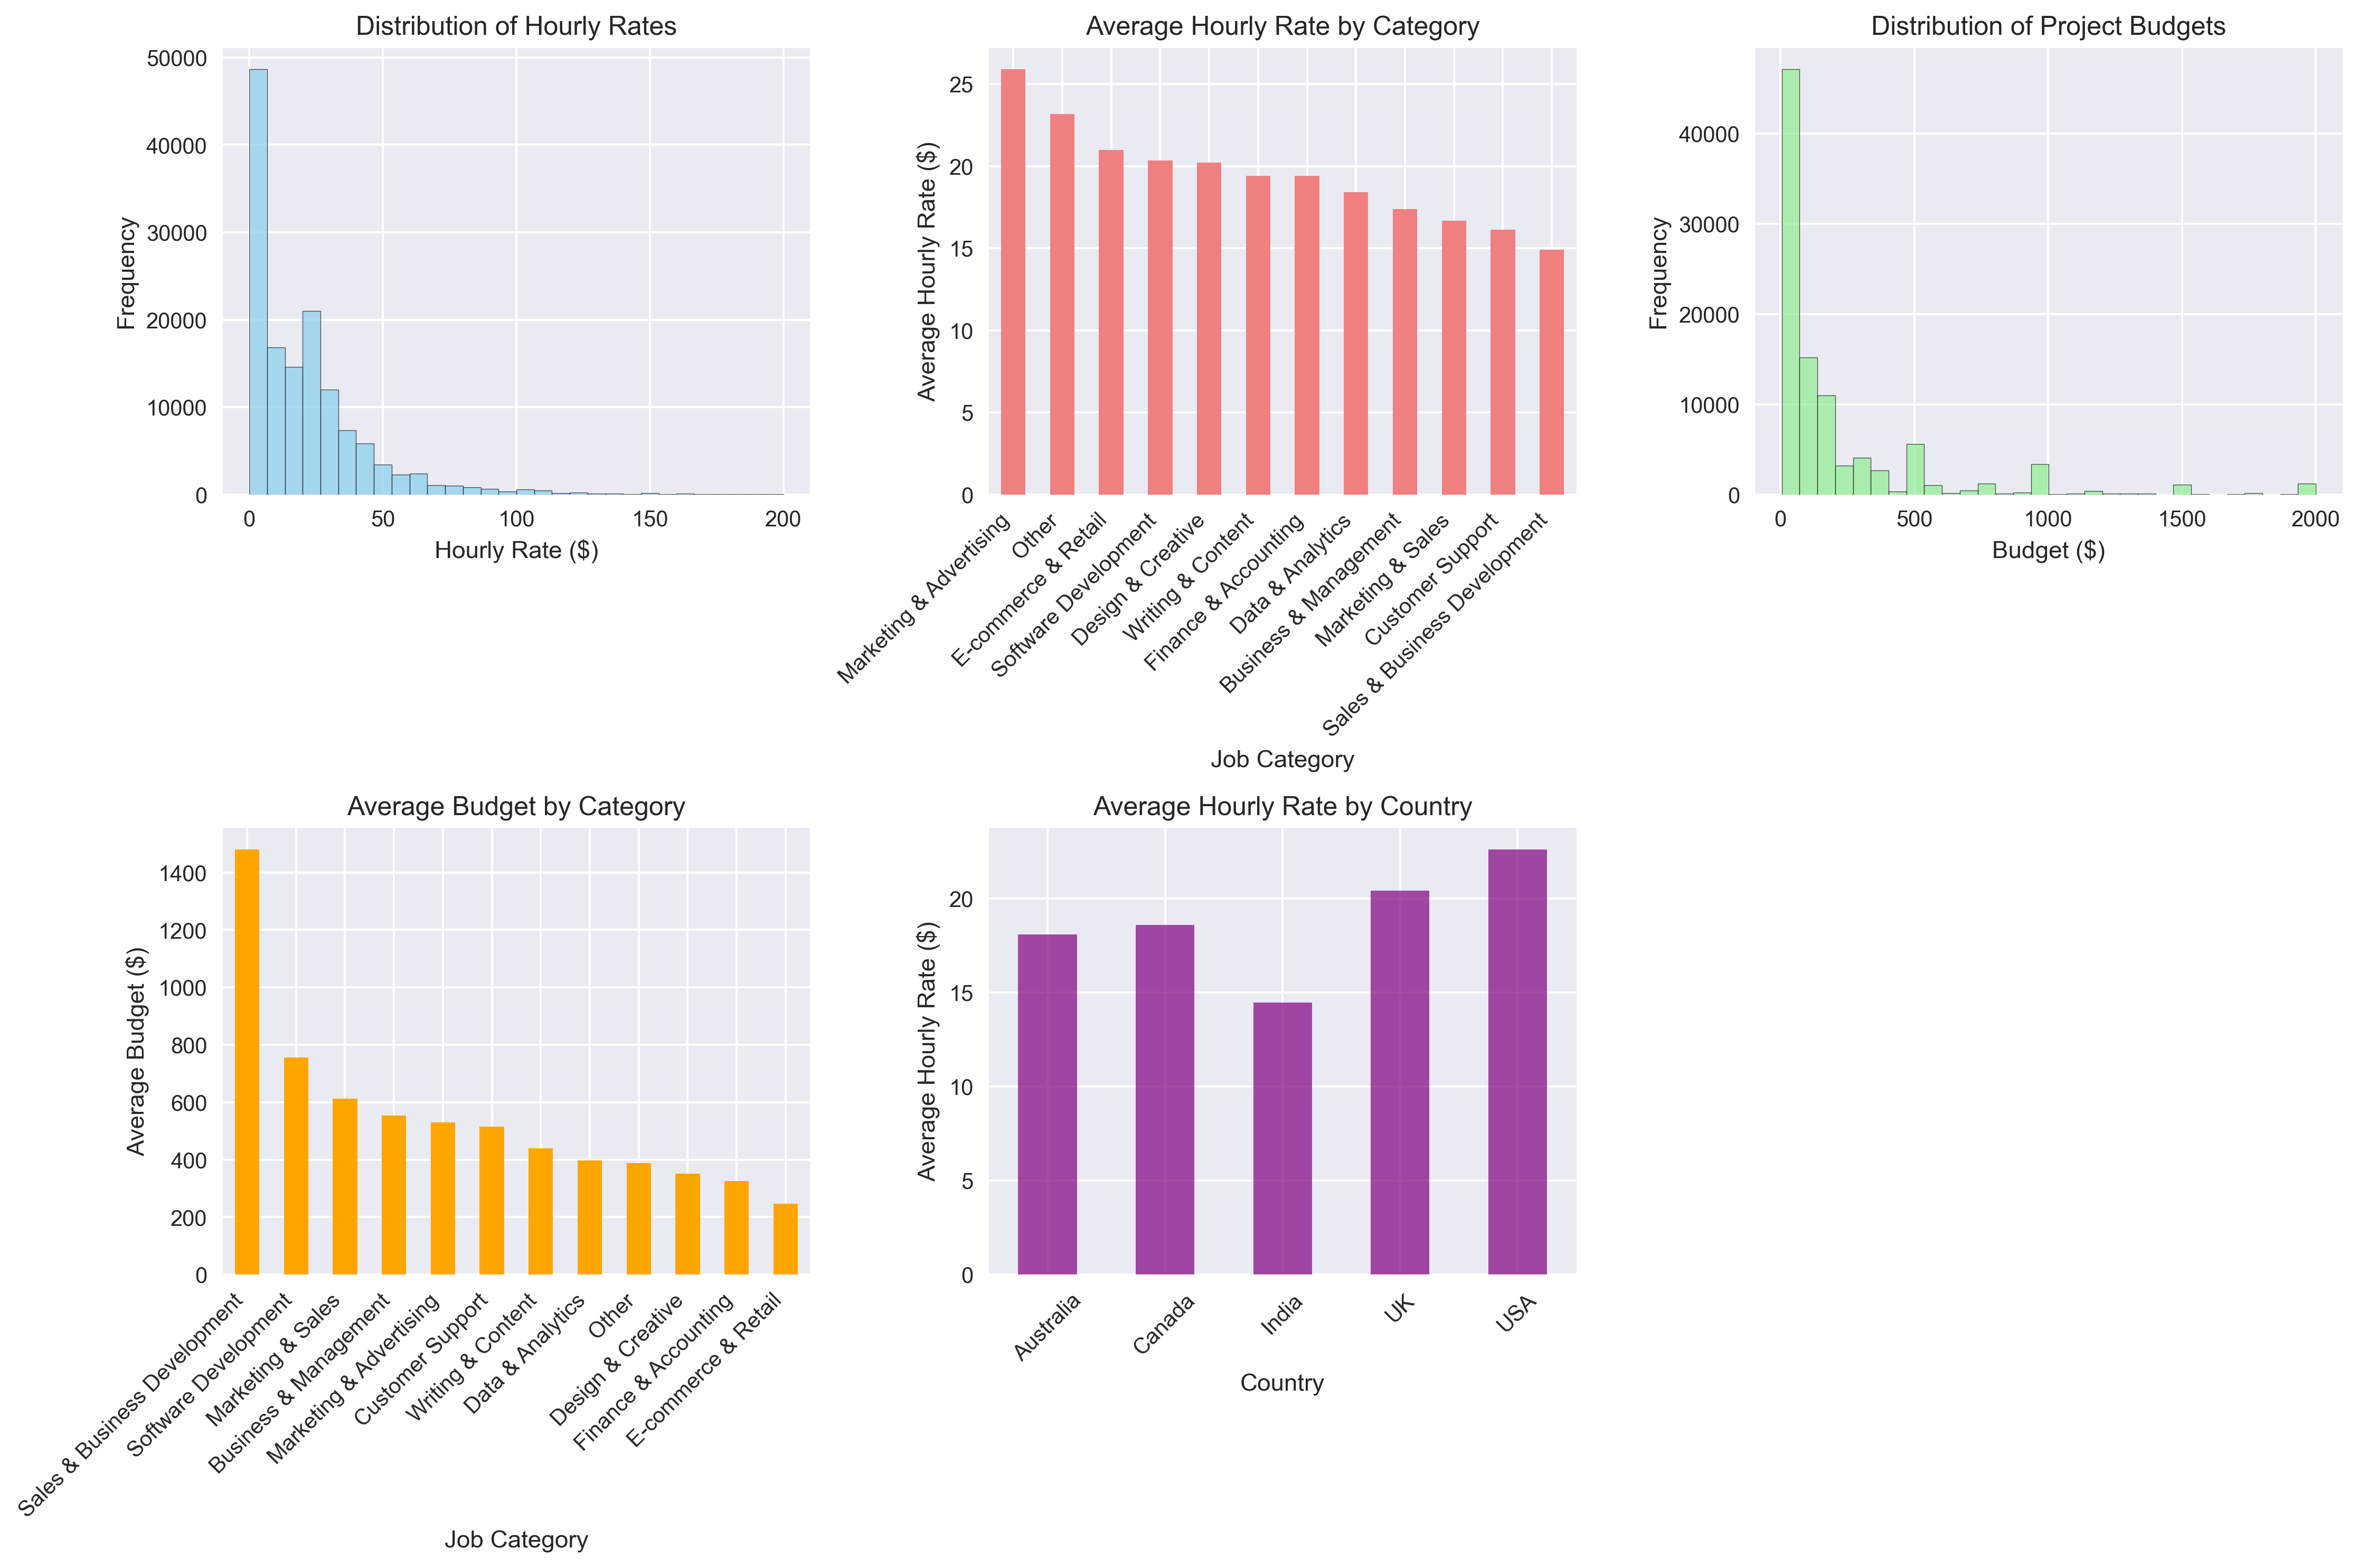 Distribution of Hourly Rates
50000
40000
30000
20000
10000
0
Frequency
0 50 100 150 200
Hourly Rate ($)
Average Hourly Rate by Category
25
20
15
10
5
0
Average Hourly Rate ($)
Marketing & Advertising
Other
E-commerce & Retail
Software Development
Design & Creative
Writing & Content
Finance & Accounting
Data & Analytics
Business & Management
Marketing & Sales
Customer Support
Sales & Business Development
Job Category
Distribution of Project Budgets
40000
30000
20000
10000
0
Frequency
0 500 1000 1500 2000
Budget ($)
Average Budget by Category
1400
1200
1000
800
600
400
200
0
Average Budget ($)
Sales & Business Development
Software Development
Marketing & Sales
Business & Management
Marketing & Advertising
Customer Support
Writing & Content
Data & Analytics
Other
Design & Creative
Finance & Accounting
E-commerce & Retail
Job Category
Average Hourly Rate by Country
20
15
10
5
0
Average Hourly Rate ($)
Australia
Canada
India
UK
USA
Country